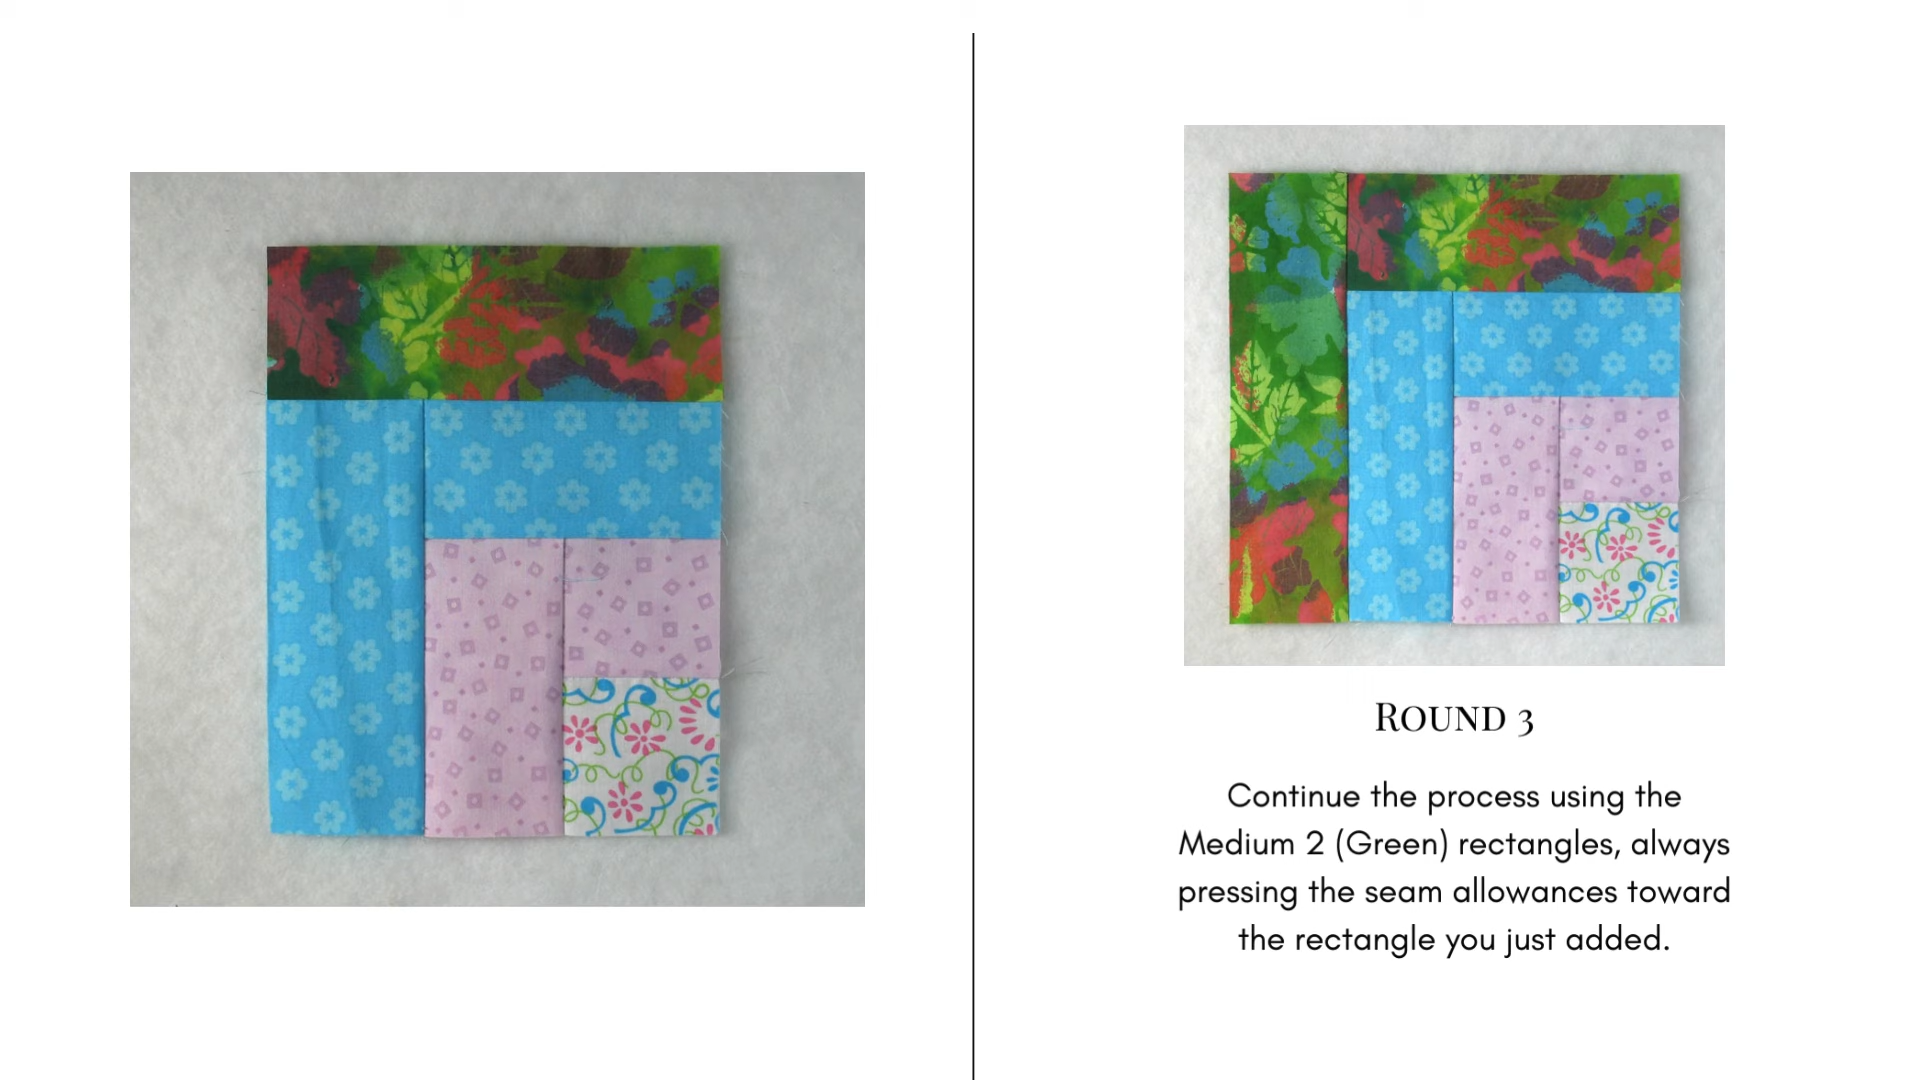 Round 3
Continue the process using the
Medium 2 (Green) rectangles, always
pressing the seam allowances toward
the rectangle you just added.